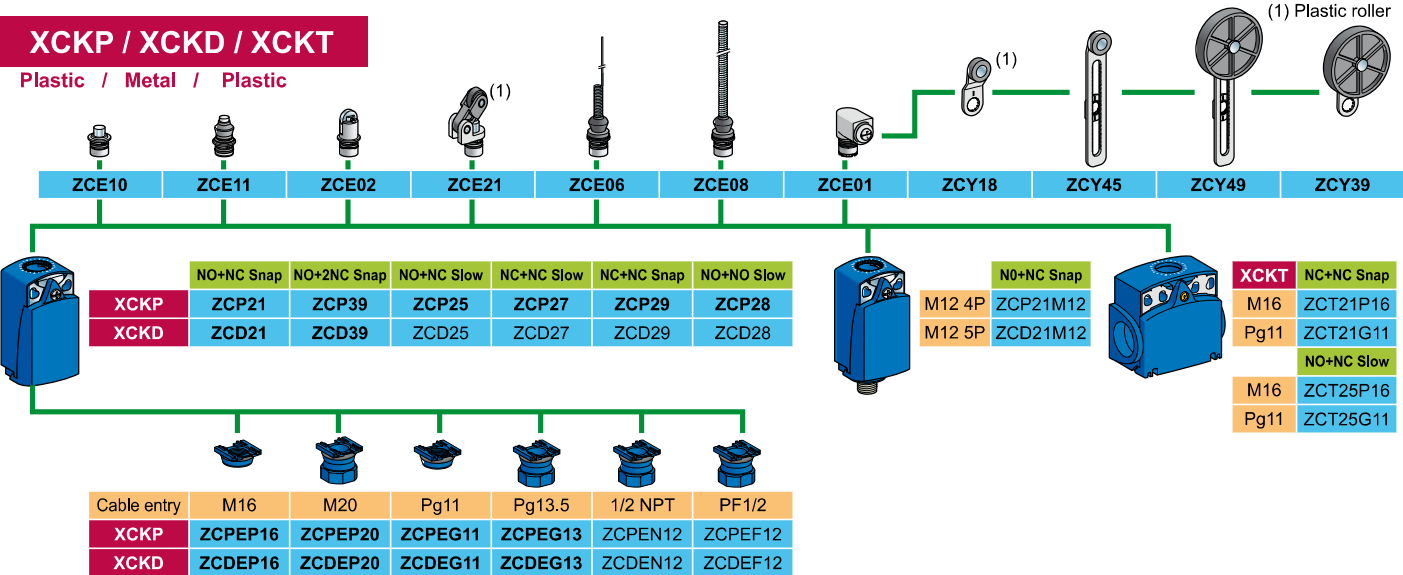 (1) Plastic roller
XCKP / XCKD / XCKT
Plastic / Metal / Plastic
(1)
(1)
ZCE10 ZCE11 ZCE02 ZCE21 ZCE06 ZCE08 ZCE01 ZCY18 ZCY45 ZCY49 ZCY39
NO+NC Snap NO+2NC Snap NO+NC Slow NC+NC Slow NC+NC Snap NO+NO Slow
XCKP ZCP21 ZCP39 ZCP25 ZCP27 ZCP29 ZCP28
XCKD ZCD21 ZCD39 ZCD25 ZCD27 ZCD29 ZCD28
N0+NC Snap
M12 4P ZCP21M12
M12 5P ZCD21M12
XCKT NC+NC Snap
M16 ZCT21P16
Pg11 ZCT21G11
NO+NC Slow
M16 ZCT25P16
Pg11 ZCT25G11
Cable entry M16 M20 Pg11 Pg13.5 1/2 NPT PF1/2
XCKP ZCPEP16 ZCPEP20 ZCPEG11 ZCPEG13 ZCPEN12 ZCPEF12
XCKD ZCDEP16 ZCDEP20 ZCDEG11 ZCDEG13 ZCDEN12 ZCDEF12